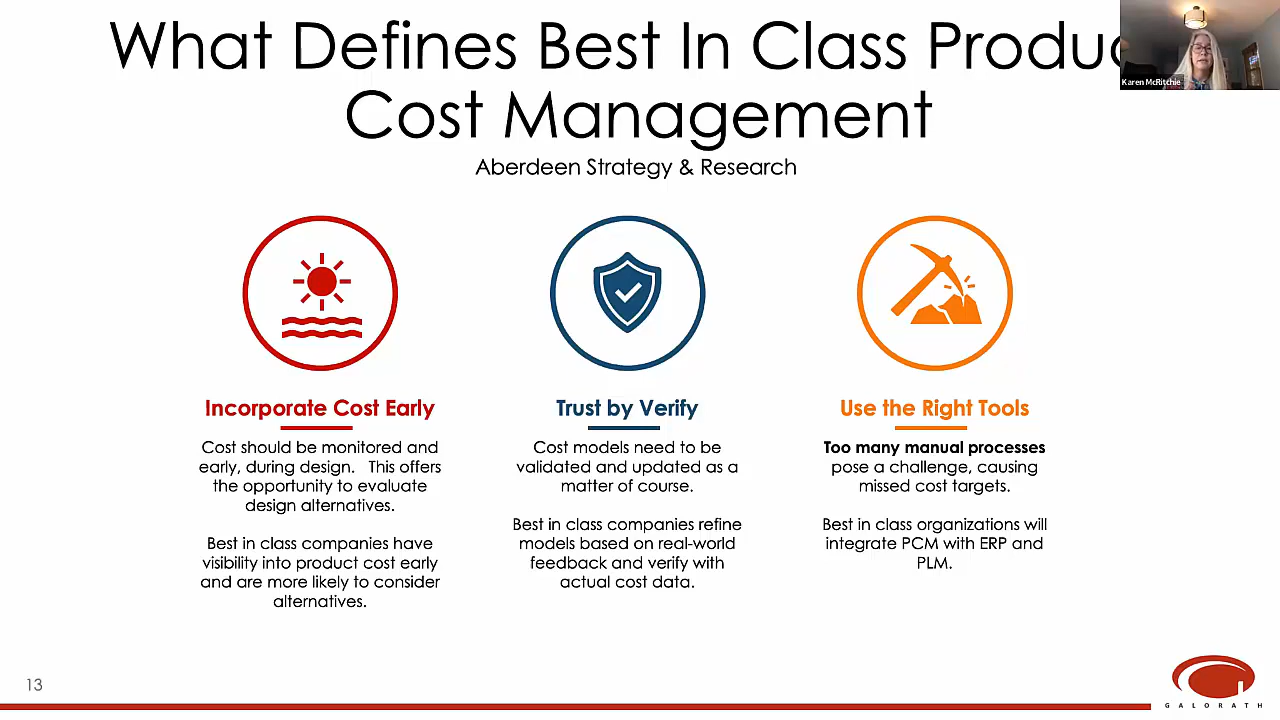 What Defines Best In Class Produc
Cost Management
Aberdeen Strategy & Research
Karen McRitchie
Incorporate Cost Early
Cost should be monitored and
early, during design. This offers
the opportunity to evaluate
design alternatives.
Best in class companies have
visibility into product cost early
and are more likely to consider
alternatives.
Trust by Verify
Cost models need to be
validated and updated as a
matter of course.
Best in class companies refine
models based on real-world
feedback and verify with
actual cost data.
Use the Right Tools
Too many manual processes
pose a challenge, causing
missed cost targets.
Best in class organizations will
integrate PCM with ERP and
PLM.
13
GALORATH